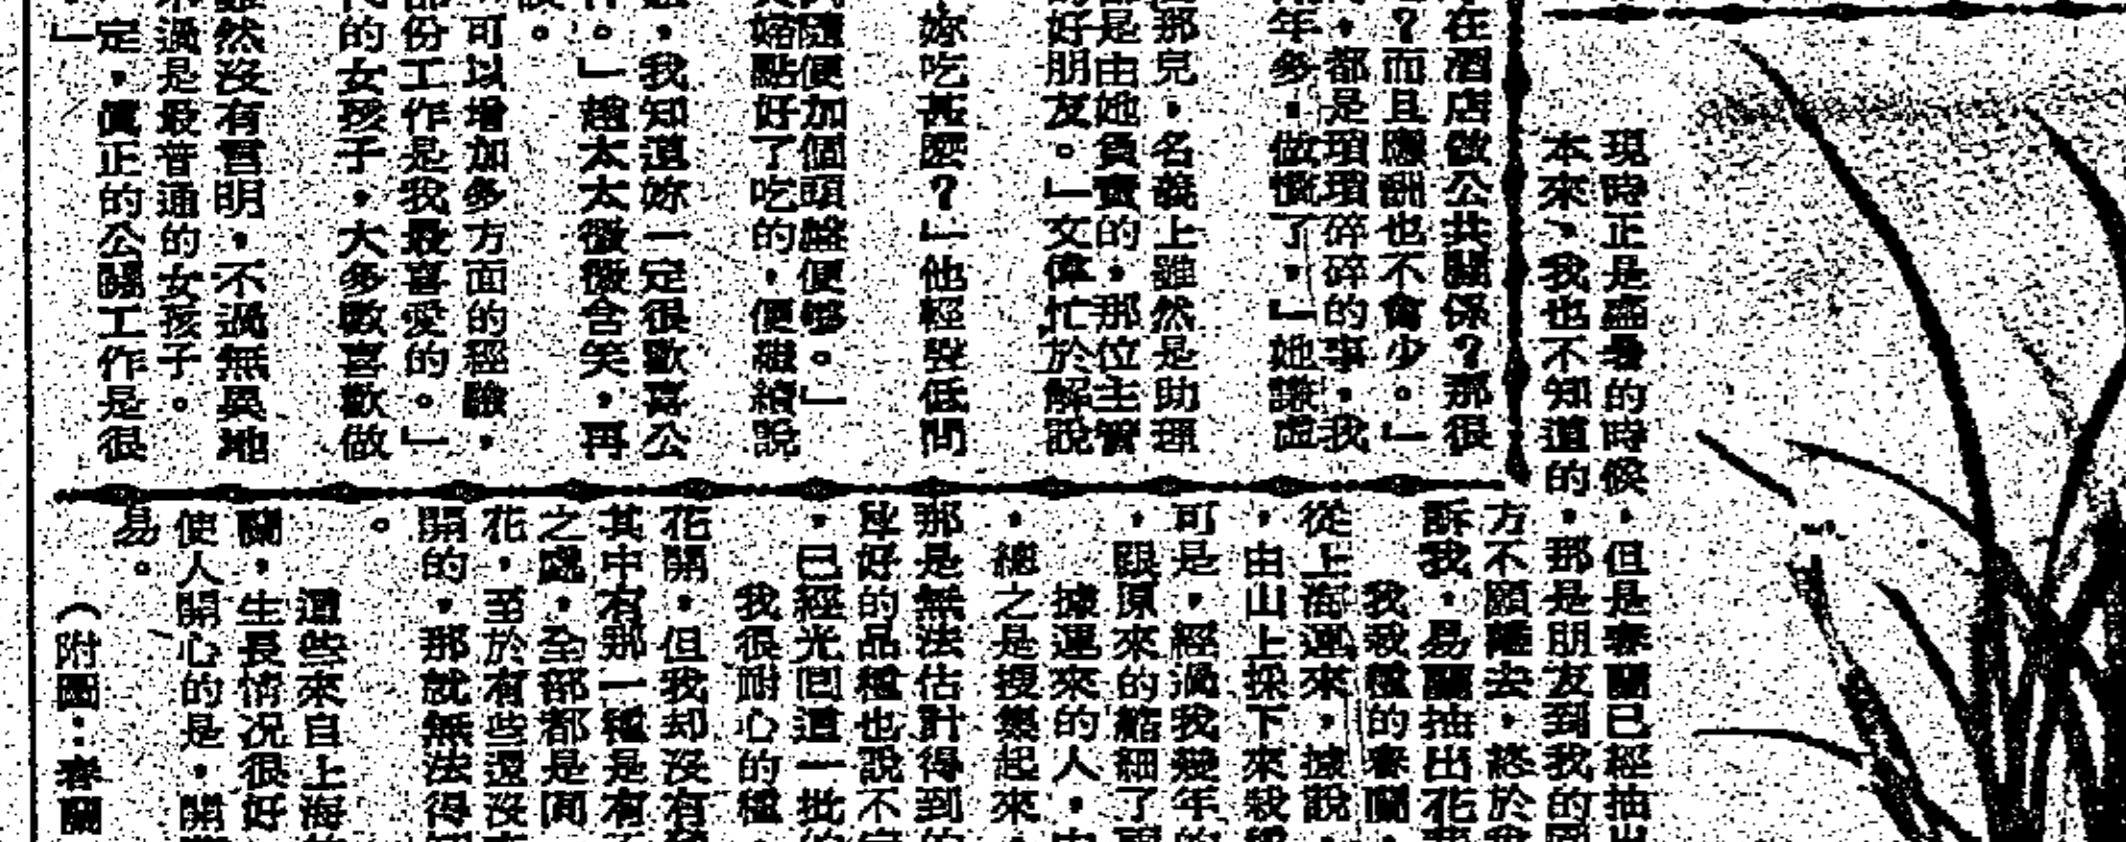 在酒店做公共關係?那很
?而且應酬也不會少。」
,都是瑣瑣碎碎的事,我
年多,做慣了,」她謙虛
那兒,名義上雖然是助理
是由她負責的,那位主管
好朋友。」文偉忙於解說
妳吃甚麼?」他輕聲低問
隨便加個頭盤便夠。」
婼點好了吃的,便繼續說
,我知道妳一定很歡喜公
。」趙太太微微含笑,再
。
可以增加多方面的經驗,
份工作是我最喜愛的。」
的女孩子,大多數喜歡做
雖然沒有聲明,不過無異地
過是最普通的女孩子。
定,真正的公關工作是很
」
現時正是盛暑的時候,但是春蘭已經抽出
本來,我也不知道的,那是朋友到我的
方不願離去,終於
訴我,易蘭抽出花
我栽種的春蘭,
從上海運來,據說,
,由山上採下來
可是,經過我幾年的
,跟原來的 細了
據運來的人,由
,總之是搜集起來,
那是無法估計得到的
好的品種也說不定
,已經光 這一批的
我很耐心的種,
花開,但我却沒有
其中有那一種是有
之處,全部都是同
花,至於有些還沒
開的,那就無法得
。
這些來自上海
蘭,生長情況很好
使人開心的是,開
易。
(附圖:春蘭